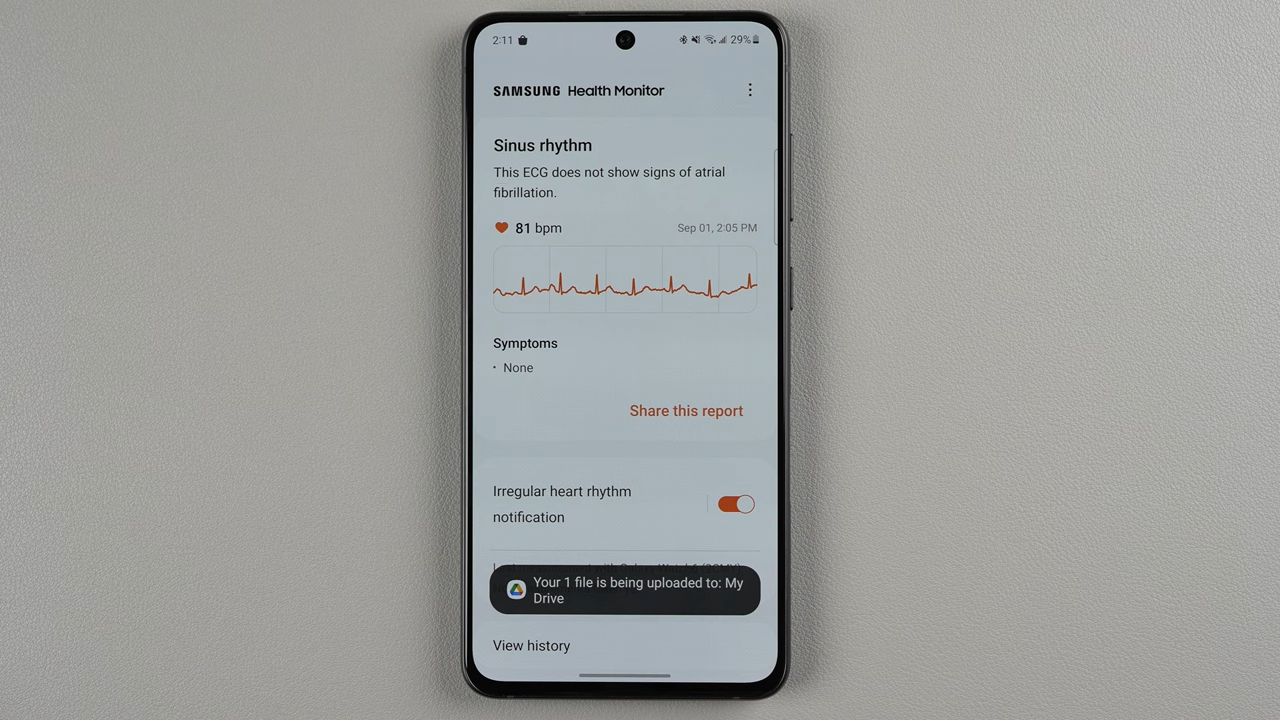 2:11 29%
SAMSUNG Health Monitor
Sinus rhythm
This ECG does not show signs of atrial
fibrillation.
81 bpm Sep 01, 2:05 PM
Symptoms
• None
Share this report
Irregular heart rhythm
notification
Your 1 file is being uploaded to: My
Drive
View history